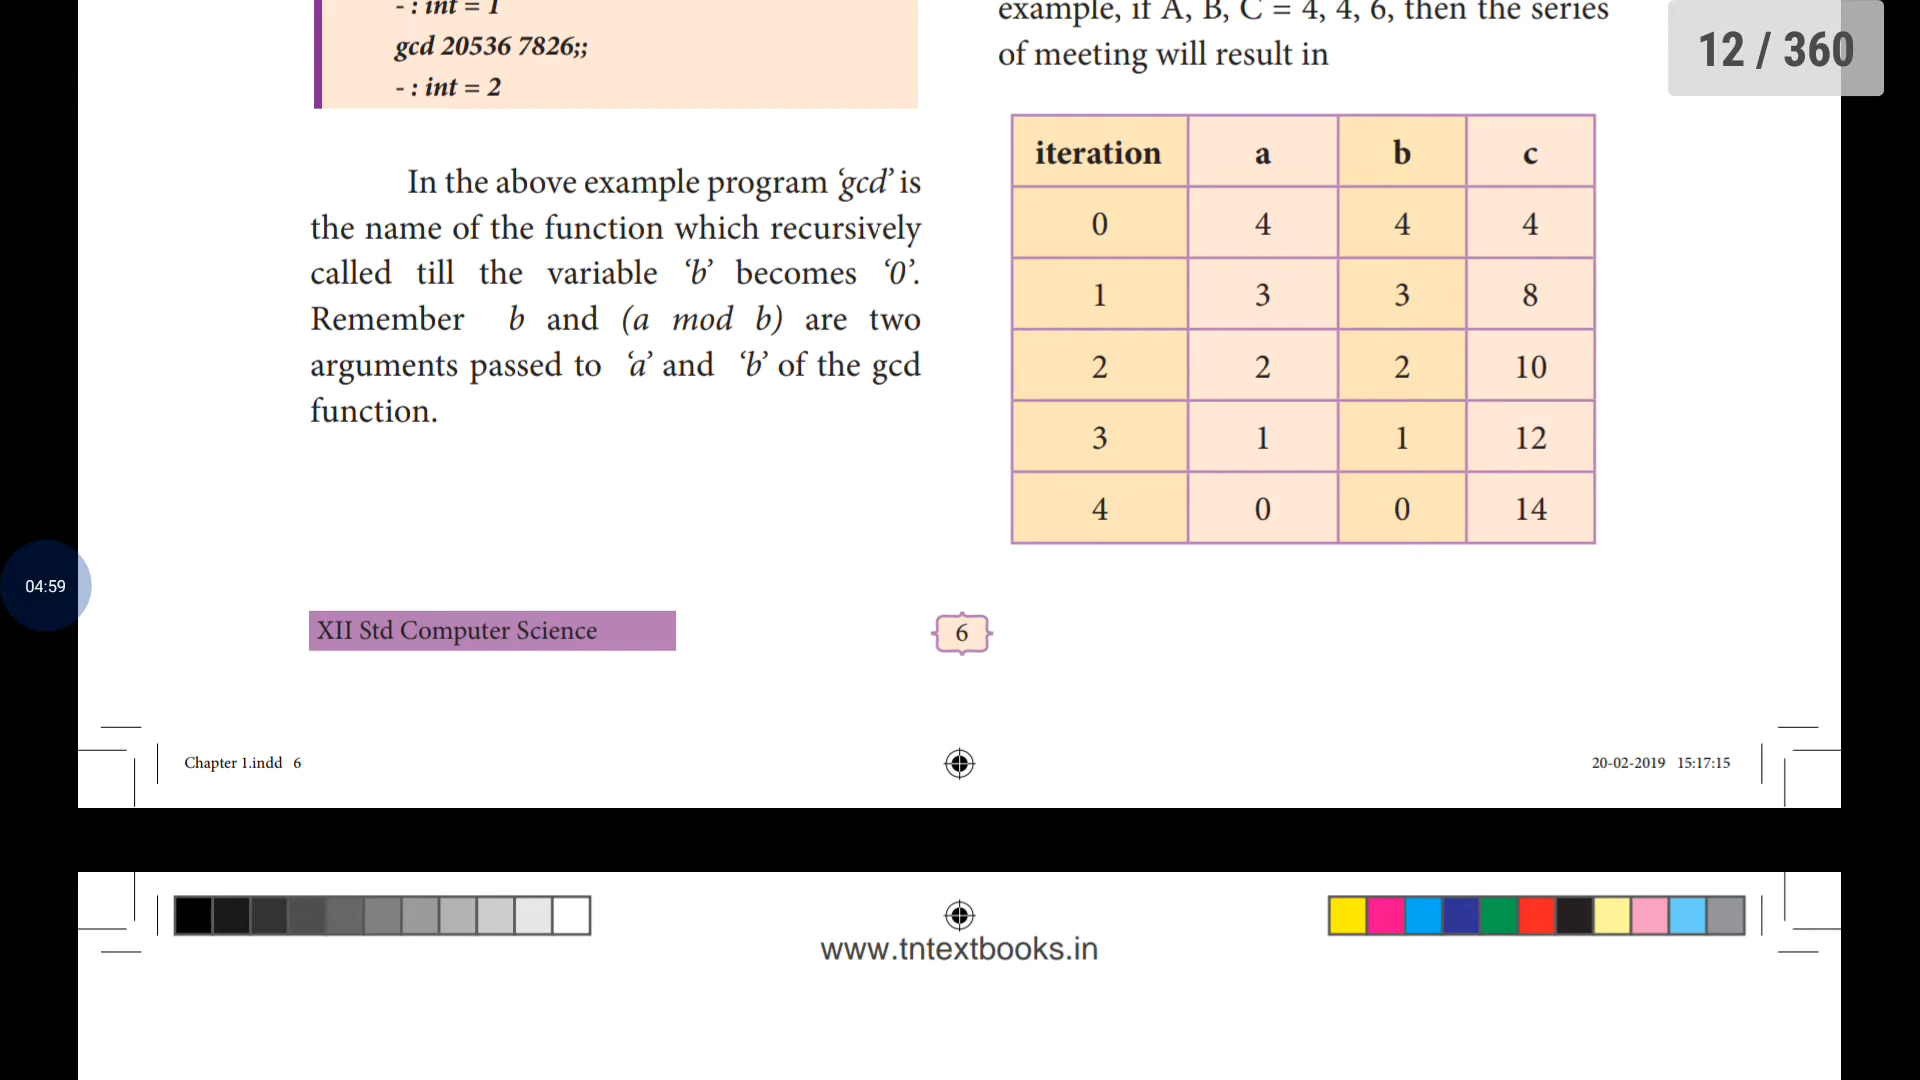 - : int = 1
gcd 20536 7826;;
- : int = 2
In the above example program ‘gcd’ is
the name of the function which recursively
called till the variable ‘b’ becomes ‘0’.
Remember b and (a mod b) are two
arguments passed to ‘a’ and ‘b’ of the gcd
function.
example, if A, B, C = 4, 4, 6, then the series
of meeting will result in
iteration a b c
0 4 4 4
1 3 3 8
2 2 2 10
3 1 1 12
4 0 0 14
12 / 360
04:59
XII Std Computer Science
6
Chapter 1.indd 6
20-02-2019 15:17:15
www.tntextbooks.in